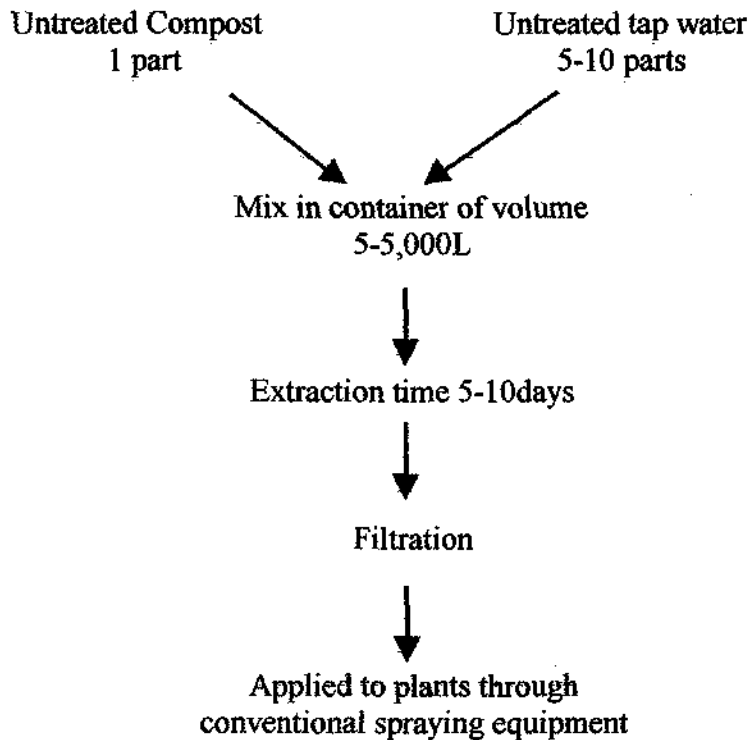 Untreated Compost
1 part
Untreated tap water
5-10 parts
Mix in container of volume
5-5,000L
Extraction time 5-10days
Filtration
Applied to plants through
conventional spraying equipment